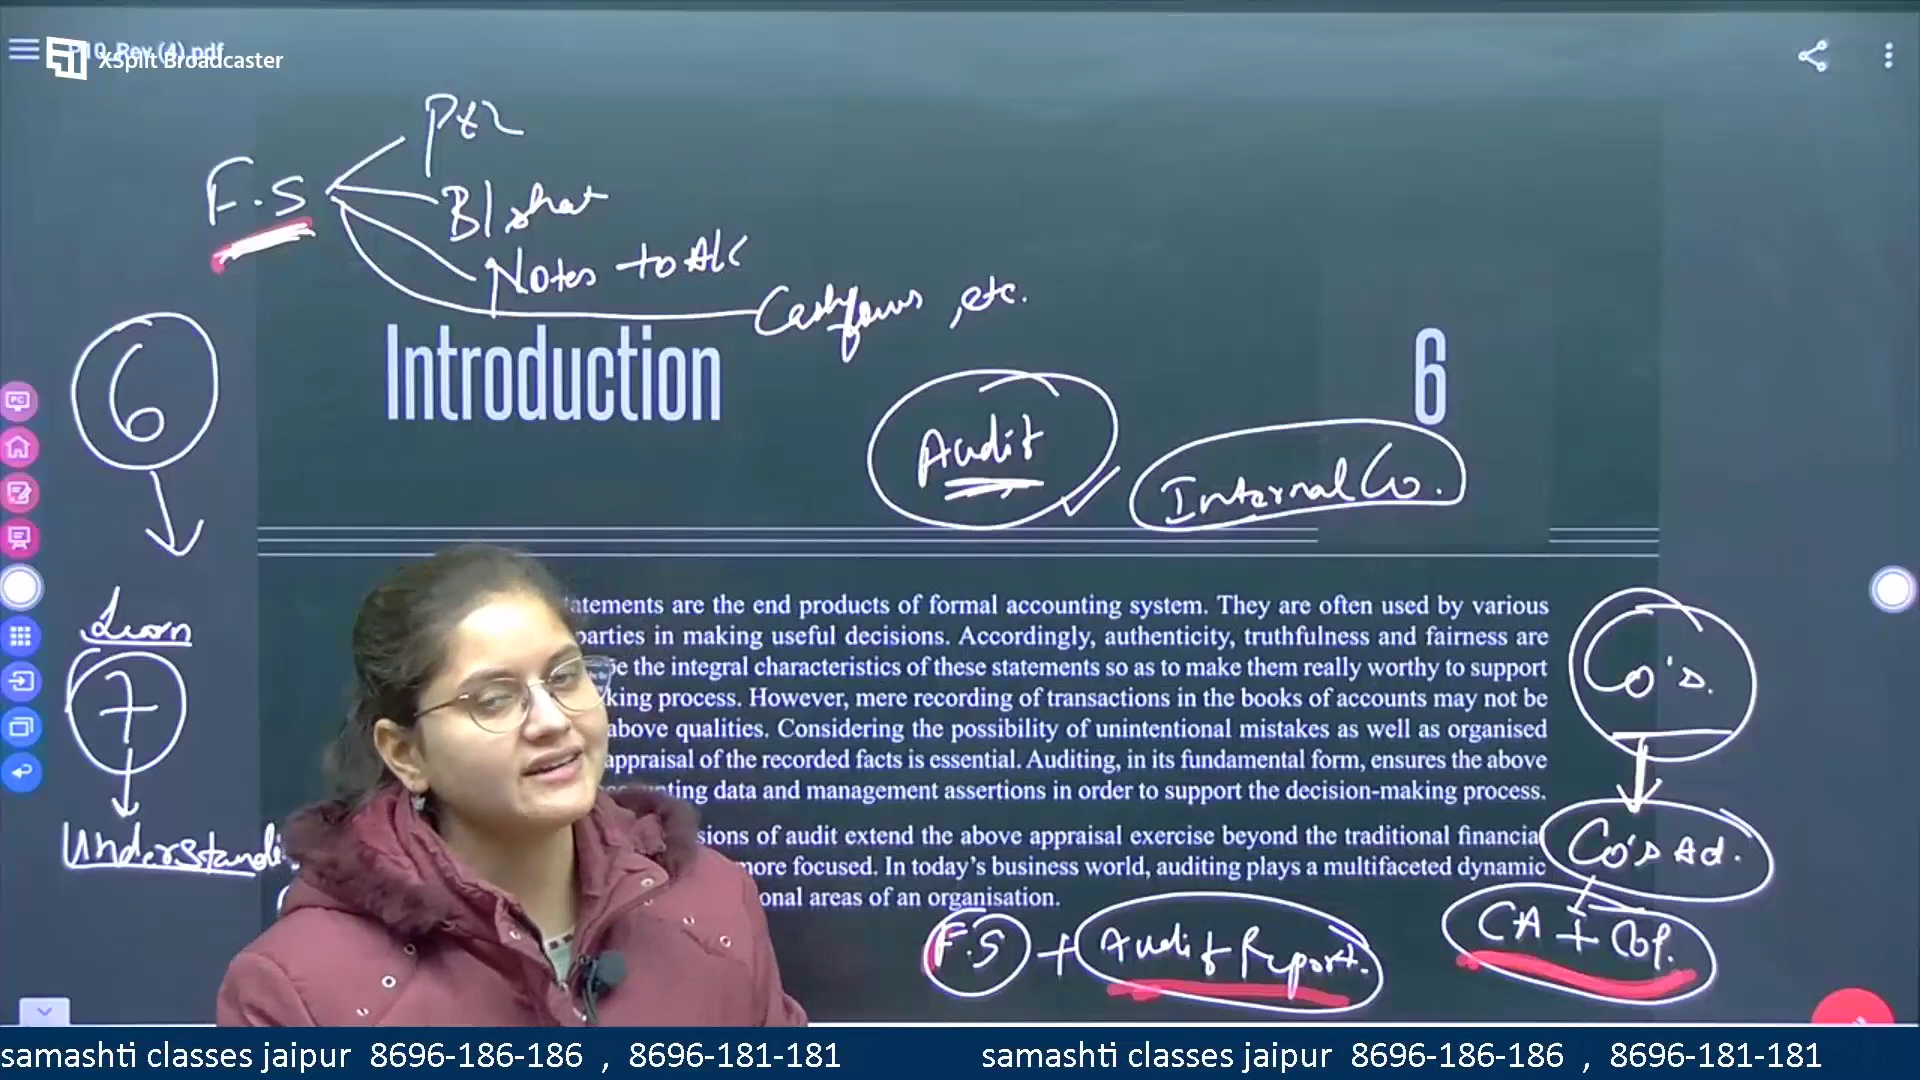 P10_Rev (4).pdf
XSplit Broadcaster
P&L
F.S
B/sheet
Notes to A/c
Cashflows, etc.
Introduction
6
6
Audit
Internal Co.
Learn
7
Understandi
atements are the end products of formal accounting system. They are often used by various
parties in making useful decisions. Accordingly, authenticity, truthfulness and fairness are
be the integral characteristics of these statements so as to make them really worthy to support
king process. However, mere recording of transactions in the books of accounts may not be
above qualities. Considering the possibility of unintentional mistakes as well as organised
appraisal of the recorded facts is essential. Auditing, in its fundamental form, ensures the above
accounting data and management assertions in order to support the decision-making process.
Co's.
sions of audit extend the above appraisal exercise beyond the traditional financia
more focused. In today's business world, auditing plays a multifaceted dynamic
onal areas of an organisation.
Co's Ad.
F.S + Audit Report.
CA + Cos.
samashti classes jaipur 8696-186-186 , 8696-181-181 samashti classes jaipur 8696-186-186 , 8696-181-181